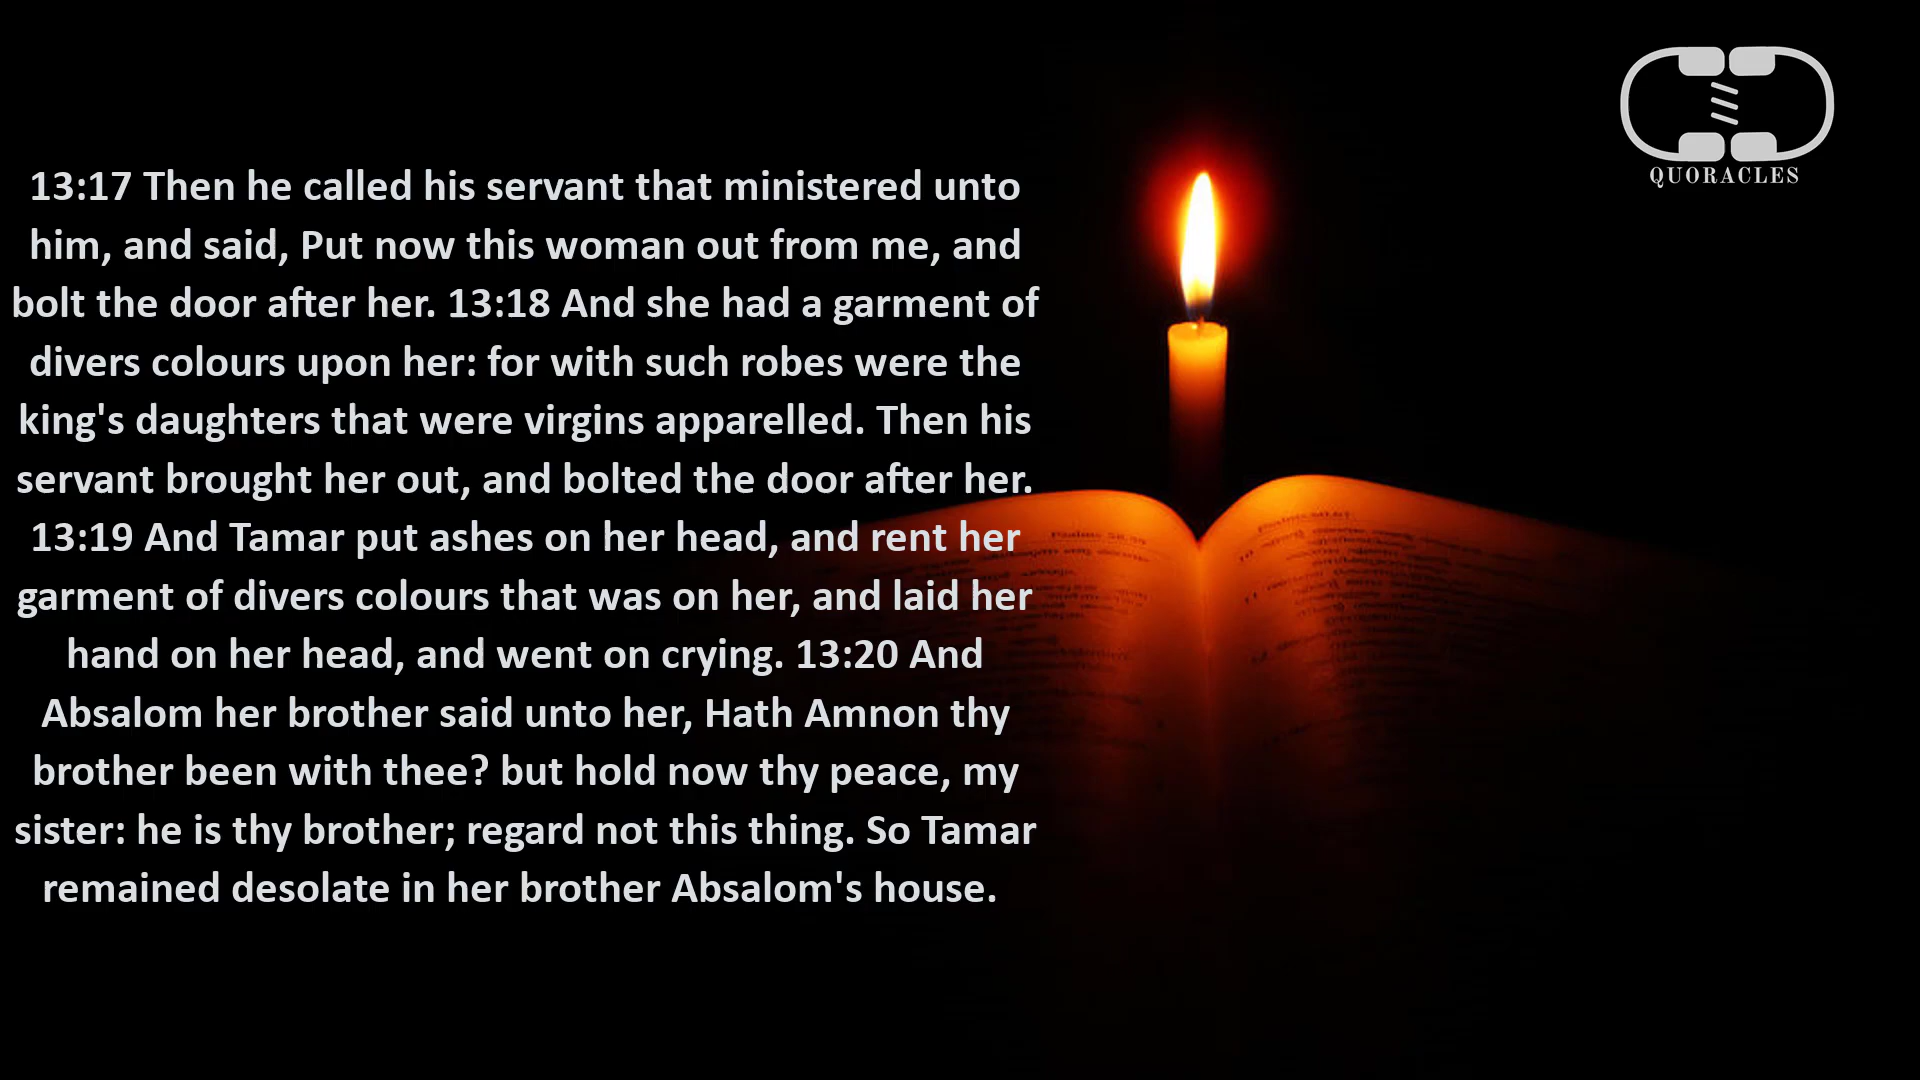 QUORACLES
13:17 Then he called his servant that ministered unto
him, and said, Put now this woman out from me, and
bolt the door after her. 13:18 And she had a garment of
divers colours upon her: for with such robes were the
king's daughters that were virgins apparelled. Then his
servant brought her out, and bolted the door after her.
13:19 And Tamar put ashes on her head, and rent her
garment of divers colours that was on her, and laid her
hand on her head, and went on crying. 13:20 And
Absalom her brother said unto her, Hath Amnon thy
brother been with thee? but hold now thy peace, my
sister: he is thy brother; regard not this thing. So Tamar
remained desolate in her brother Absalom's house.